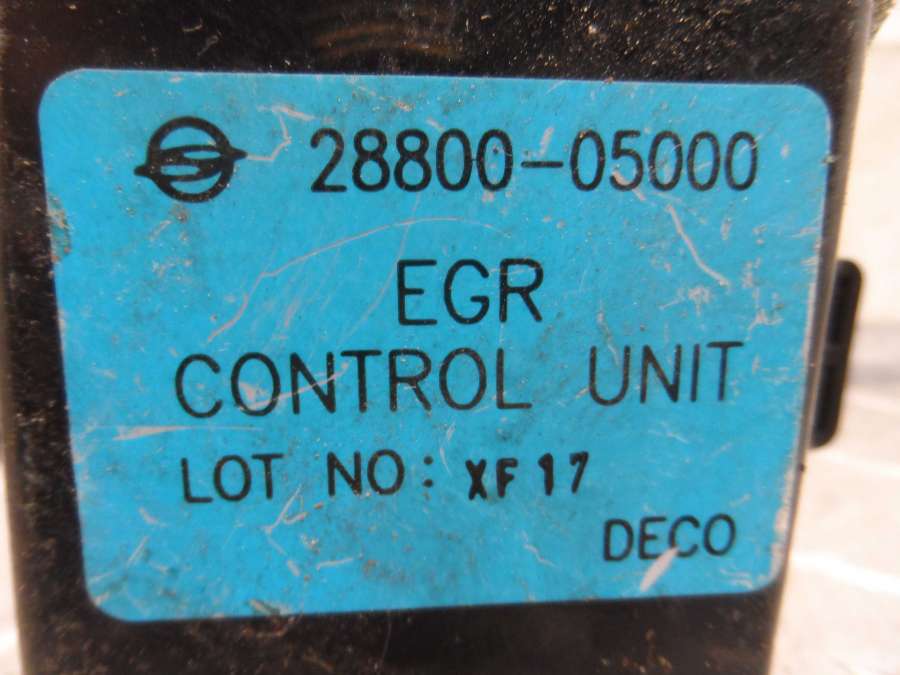 28800-05000
EGR
CONTROL UNIT
LOT NO: XF17
DECO